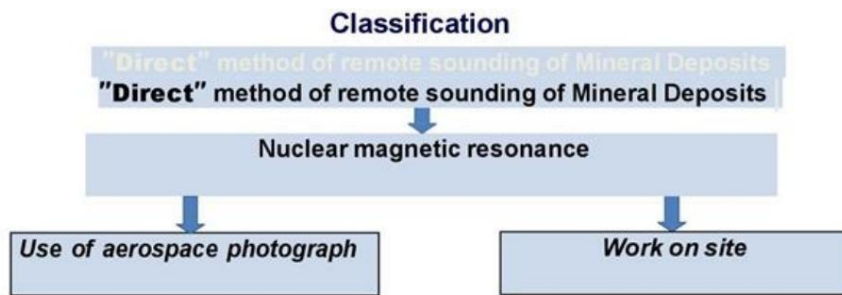 Classification
"Direct" method of remote sounding of Mineral Deposits
"Direct" method of remote sounding of Mineral Deposits
Nuclear magnetic resonance
Use of aerospace photograph
Work on site